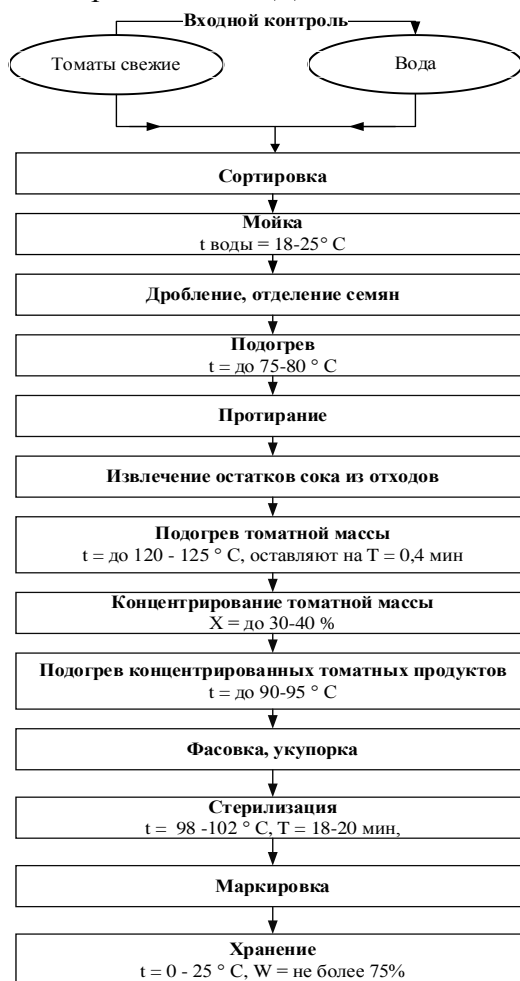 Входной контроль
Томаты свежие
Вода
Сортировка
Мойка
t воды = 18-25° С
Дробление, отделение семян
Подогрев
t = до 75-80 ° С
Протирание
Извлечение остатков сока из отходов
Подогрев томатной массы
t = до 120 - 125 ° С, оставляют на Т = 0,4 мин
Концентрирование томатной массы
Х = до 30-40 %
Подогрев концентрированных томатных продуктов
t = до 90-95 ° С
Фасовка, укупорка
Стерилизация
t = 98 -102 ° С, Т = 18-20 мин,
Маркировка
Хранение
t = 0 - 25 ° С, W = не более 75%